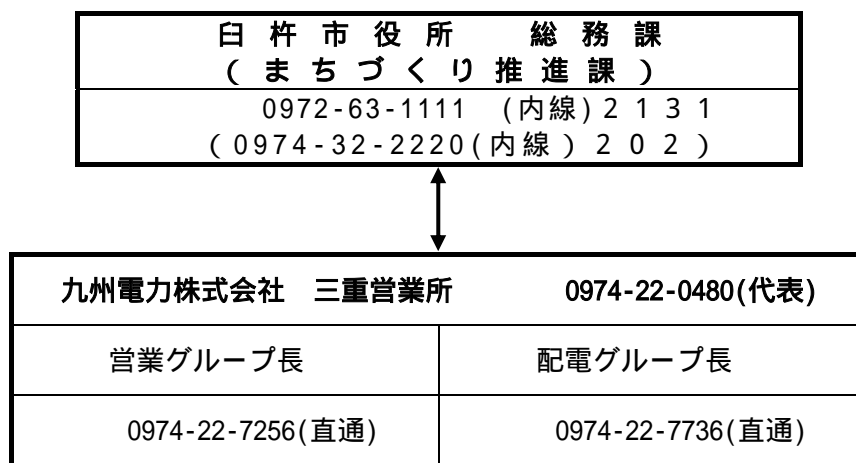 臼杵市役所　総務課
(まちづくり推進課)
0972-63-1111 (内線)2131
(0974-32-2220(内線)202)
九州電力株式会社　三重営業所　0974-22-0480(代表)
営業グループ長　配電グループ長
0974-22-7256(直通)　0974-22-7736(直通)